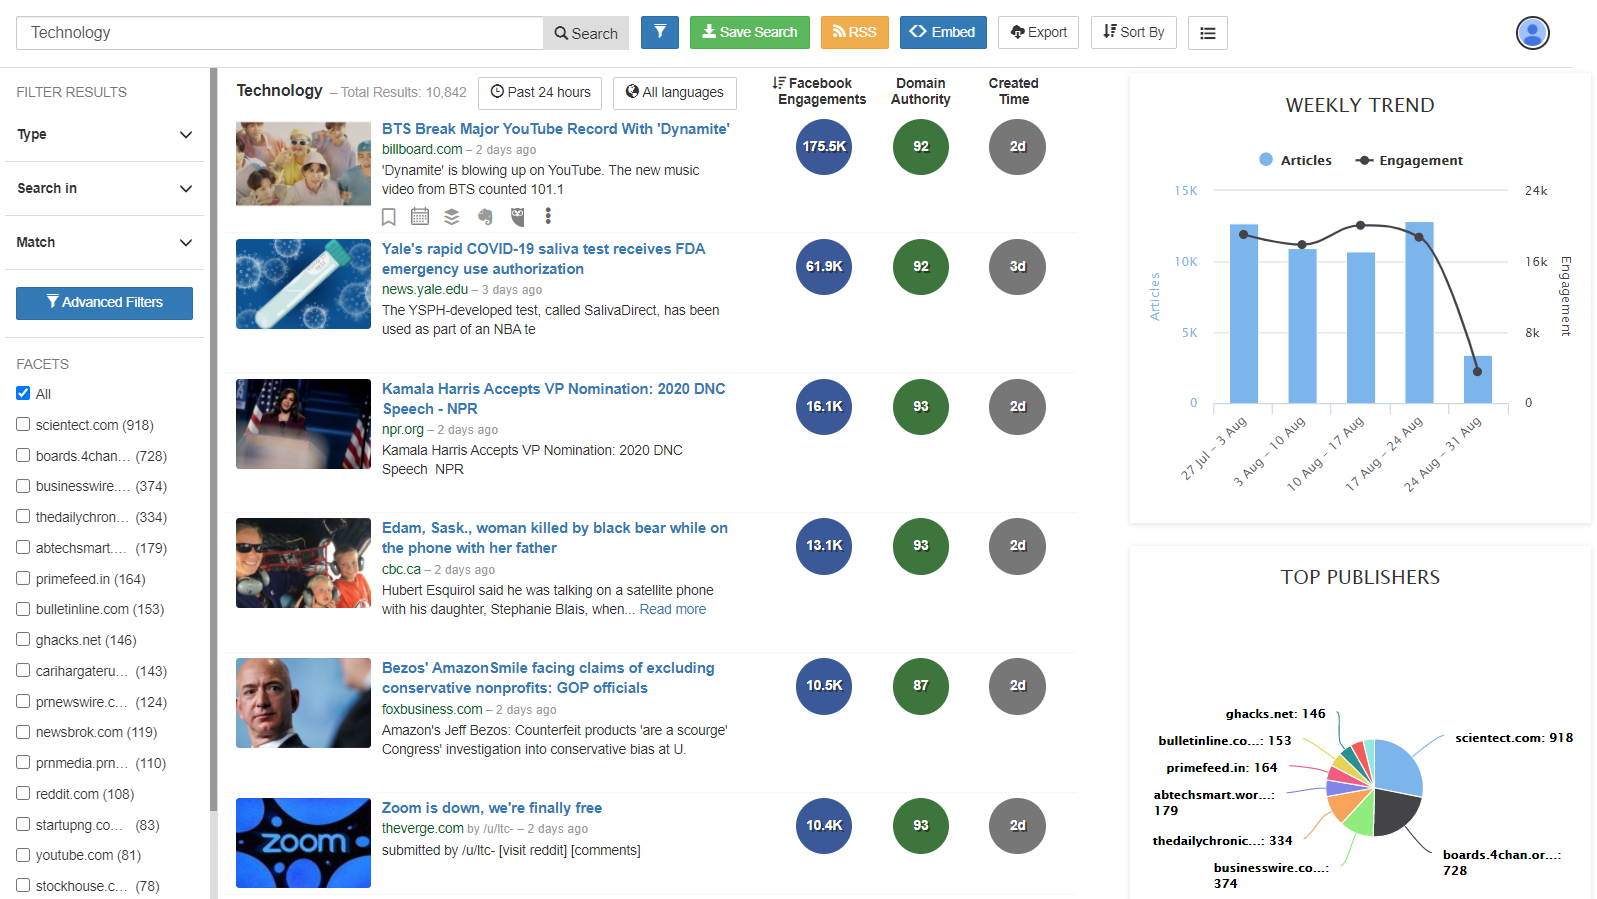 Technology
Search
Save Search
RSS
Embed
Export
Sort By
FILTER RESULTS
Type
Search in
Match
Advanced Filters
FACETS
All
scientect.com (918)
boards.4chan... (728)
businesswire.... (374)
thedailychron... (334)
abtechsmart.... (179)
primefeed.in (164)
bulletinline.com (153)
ghacks.net (146)
carihargateru... (143)
prnewswire.c... (124)
newsbrok.com (119)
prnmedia.prn... (110)
reddit.com (108)
startupng.co... (83)
youtube.com (81)
stockhouse.c... (78)
Technology – Total Results: 10,842
Past 24 hours
All languages
Facebook Engagements
Domain Authority
Created Time
BTS Break Major YouTube Record With 'Dynamite'
billboard.com – 2 days ago
'Dynamite' is blowing up on YouTube. The new music
video from BTS counted 101.1
175.5K
92
2d
Yale's rapid COVID-19 saliva test receives FDA
emergency use authorization
news.yale.edu – 3 days ago
The YSPH-developed test, called SalivaDirect, has been
used as part of an NBA te
61.9K
92
3d
Kamala Harris Accepts VP Nomination: 2020 DNC
Speech - NPR
npr.org – 2 days ago
Kamala Harris Accepts VP Nomination: 2020 DNC
Speech  NPR
16.1K
93
2d
Edam, Sask., woman killed by black bear while on
the phone with her father
cbc.ca – 2 days ago
Hubert Esquirol said he was talking on a satellite phone
with his daughter, Stephanie Blais, when... Read more
13.1K
93
2d
Bezos' AmazonSmile facing claims of excluding
conservative nonprofits: GOP officials
foxbusiness.com – 2 days ago
Amazon's Jeff Bezos: Counterfeit products 'are a scourge'
Congress' investigation into conservative bias at U.
10.5K
87
2d
zoom
Zoom is down, we're finally free
theverge.com by /u/ltc- – 2 days ago
submitted by /u/ltc- [visit reddit] [comments]
10.4K
93
2d
WEEKLY TREND
Articles
Engagement
15K
10K
5K
0
Articles
24k
16k
8k
0
Engagement
27 Jul – 3 Aug
3 Aug – 10 Aug
10 Aug – 17 Aug
17 Aug – 24 Aug
24 Aug – 31 Aug
TOP PUBLISHERS
ghacks.net: 146
bulletinline.co...: 153
primefeed.in: 164
abtechsmart.wor...:
179
thedailychronic...: 334
businesswire.co...:
374
scientect.com: 918
boards.4chan.or...:
728